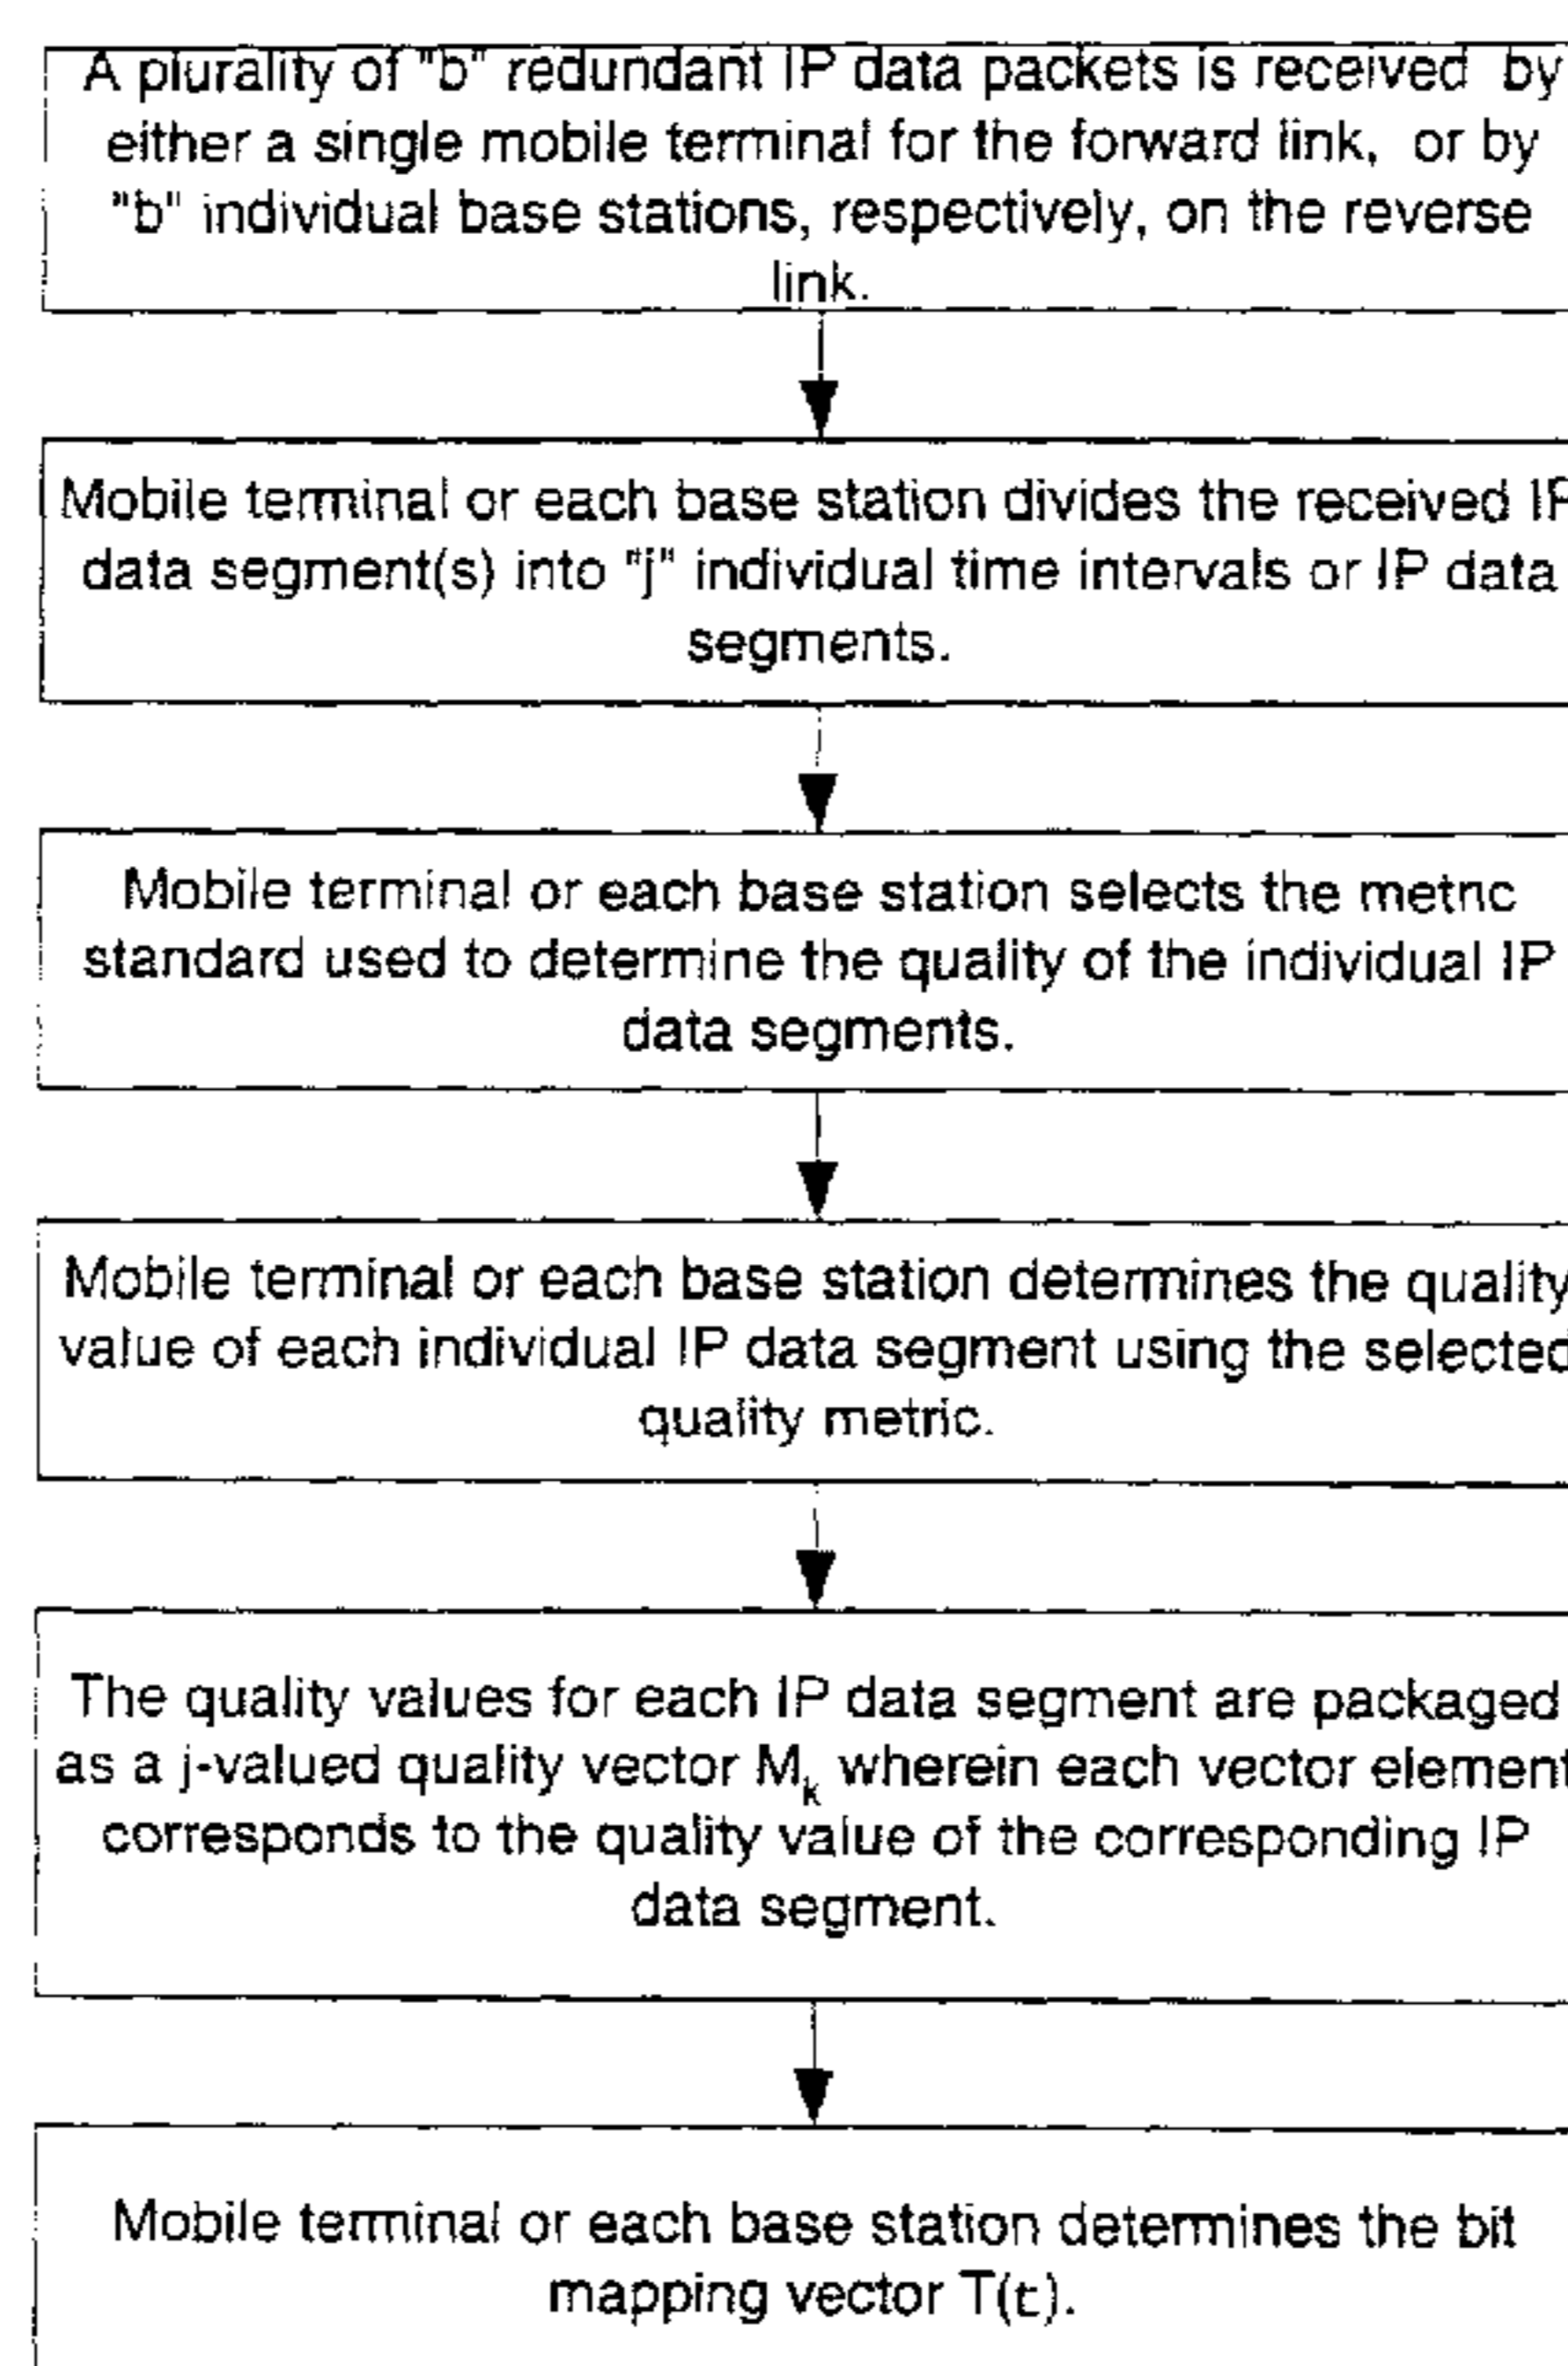 A plurality of "b" redundant IP data packets is received by
either a single mobile terminal for the forward link, or by
"b" individual base stations, respectively, on the reverse
link.
Mobile terminal or each base station divides the received IP
data segment(s) into "j" individual time intervals or IP data
segments.
Mobile terminal or each base station selects the metric
standard used to determine the quality of the individual IP
data segments.
Mobile terminal or each base station determines the quality
value of each individual IP data segment using the selected
quality metric.
The quality values for each IP data segment are packaged
as a j-valued quality vector M_k wherein each vector element
corresponds to the quality value of the corresponding IP
data segment.
Mobile terminal or each base station determines the bit
mapping vector T(t).